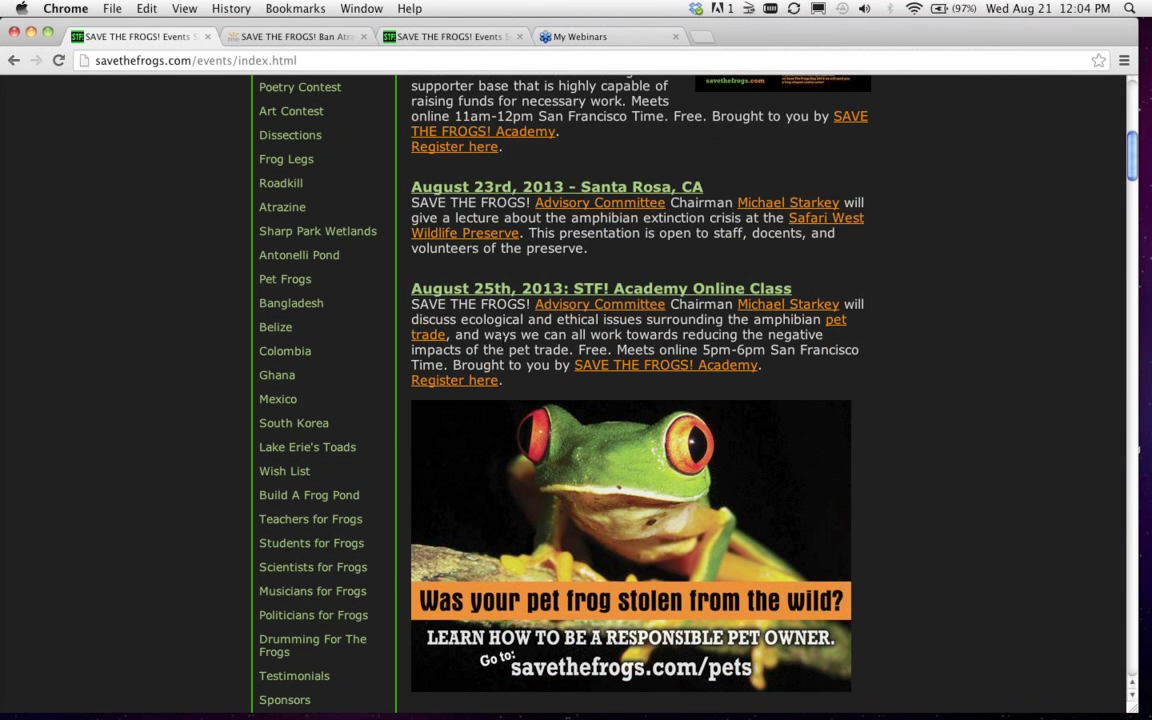 Chrome File Edit View History Bookmarks Window Help
1
(97%) Wed Aug 21 12:04 PM
STF! SAVE THE FROGS! Events S
SAVE THE FROGS! Ban Atra
STF! SAVE THE FROGS! Events S
My Webinars
savethefrogs.com/events/index.html
Poetry Contest
Art Contest
Dissections
Frog Legs
Roadkill
Atrazine
Sharp Park Wetlands
Antonelli Pond
Pet Frogs
Bangladesh
Belize
Colombia
Ghana
Mexico
South Korea
Lake Erie's Toads
Wish List
Build A Frog Pond
Teachers for Frogs
Students for Frogs
Scientists for Frogs
Musicians for Frogs
Politicians for Frogs
Drumming For The
Frogs
Testimonials
Sponsors
supporter base that is highly capable of
raising funds for necessary work. Meets
online 11am-12pm San Francisco Time. Free. Brought to you by SAVE
THE FROGS! Academy.
Register here.
savethefrogs.com
August 23rd, 2013 - Santa Rosa, CA
SAVE THE FROGS! Advisory Committee Chairman Michael Starkey will
give a lecture about the amphibian extinction crisis at the Safari West
Wildlife Preserve. This presentation is open to staff, docents, and
volunteers of the preserve.
August 25th, 2013: STF! Academy Online Class
SAVE THE FROGS! Advisory Committee Chairman Michael Starkey will
discuss ecological and ethical issues surrounding the amphibian pet
trade, and ways we can all work towards reducing the negative
impacts of the pet trade. Free. Meets online 5pm-6pm San Francisco
Time. Brought to you by SAVE THE FROGS! Academy.
Register here.
Was your pet frog stolen from the wild?
LEARN HOW TO BE A RESPONSIBLE PET OWNER.
Go to: savethefrogs.com/pets